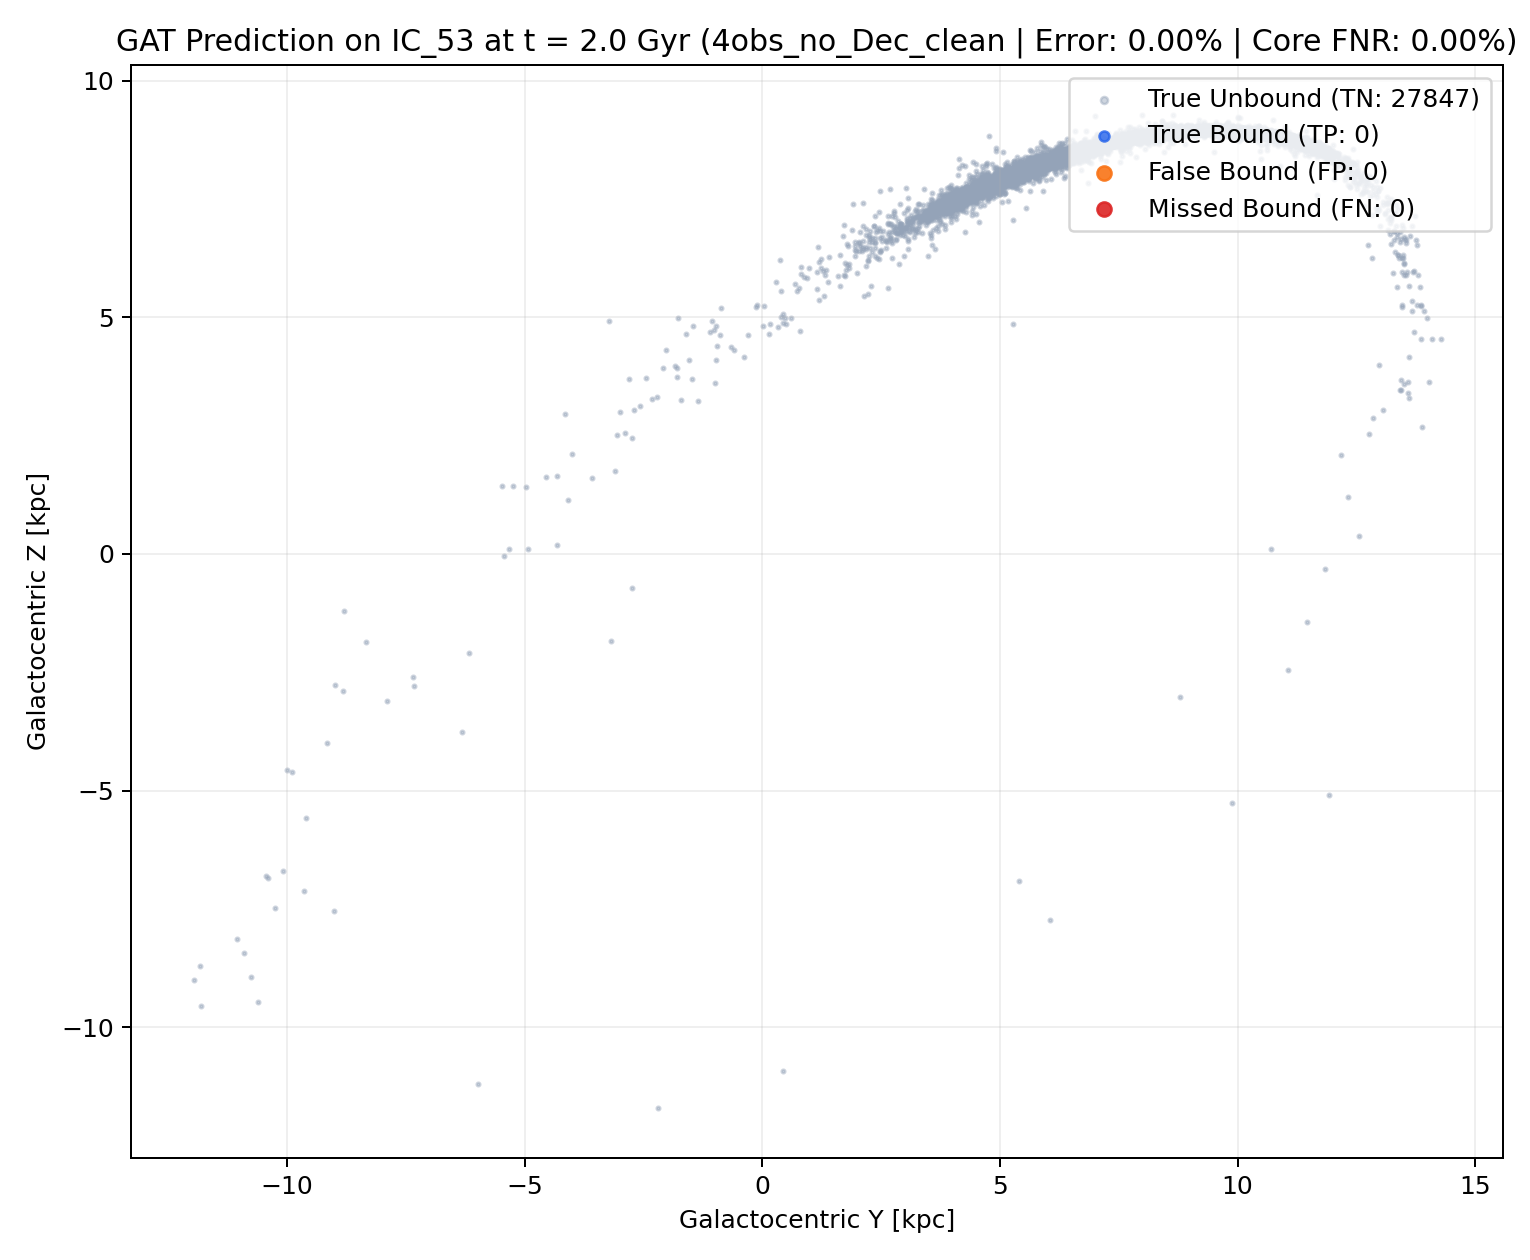 GAT Prediction on IC_53 at t = 2.0 Gyr (4obs_no_Dec_clean | Error: 0.00% | Core FNR: 0.00%)
True Unbound (TN: 27847)
True Bound (TP: 0)
False Bound (FP: 0)
Missed Bound (FN: 0)
10
5
0
−5
−10
Galactocentric Z [kpc]
−10
−5
0
5
10
15
Galactocentric Y [kpc]